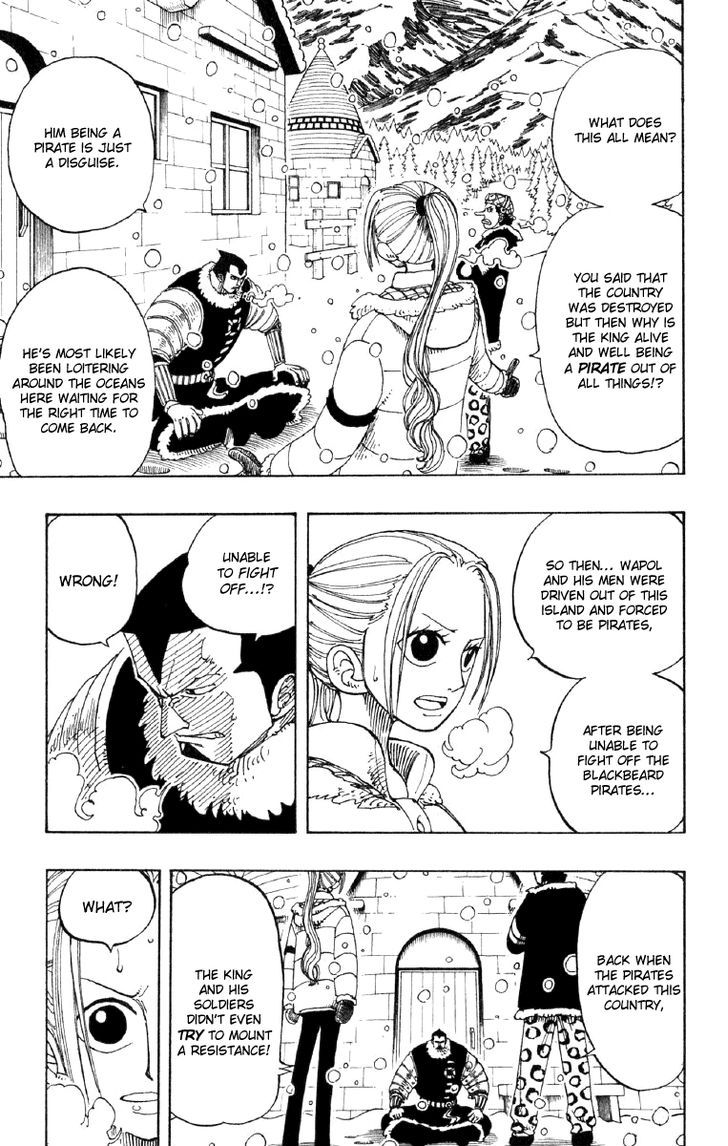 WHAT DOES
THIS ALL MEAN?
YOU SAID THAT
THE COUNTRY
WAS DESTROYED
BUT THEN WHY IS
THE KING ALIVE
AND WELL BEING
A PIRATE OUT OF
ALL THINGS!?
HIM BEING A
PIRATE IS JUST
A DISGUISE.
HE'S MOST LIKELY
BEEN LOITERING
AROUND THE OCEANS
HERE WAITING FOR
THE RIGHT TIME TO
COME BACK.
SO THEN... WAPOL
AND HIS MEN WERE
DRIVEN OUT OF THIS
ISLAND AND FORCED
TO BE PIRATES,
AFTER BEING
UNABLE TO
FIGHT OFF THE
BLACKBEARD
PIRATES...
UNABLE
TO FIGHT
OFF...!?
WRONG!
BACK WHEN
THE PIRATES
ATTACKED THIS
COUNTRY,
THE KING
AND HIS
SOLDIERS
DIDN'T EVEN
TRY TO MOUNT
A RESISTANCE!
WHAT?